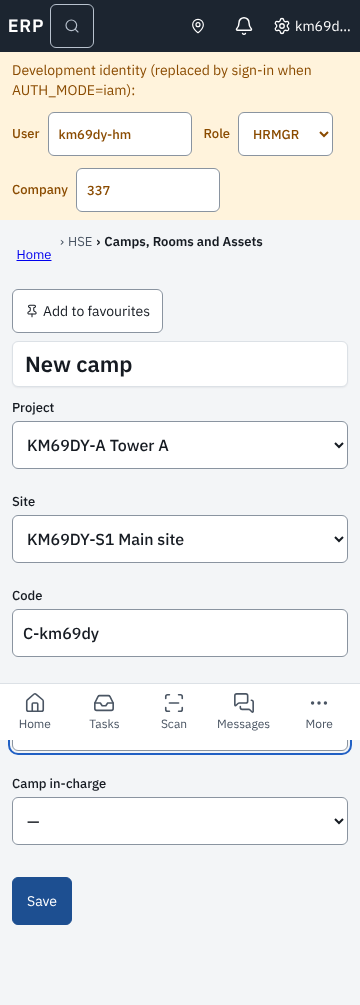 ERP
km69d...
Development identity (replaced by sign-in when
AUTH_MODE=iam):
User
km69dy-hm
Role
HRMGR
Company
337
Home
› HSE › Camps, Rooms and Assets
Add to favourites
New camp
Project
KM69DY-A Tower A
Site
KM69DY-S1 Main site
Code
C-km69dy
Home
Tasks
Scan
Messages
More
Camp in-charge
—
Save